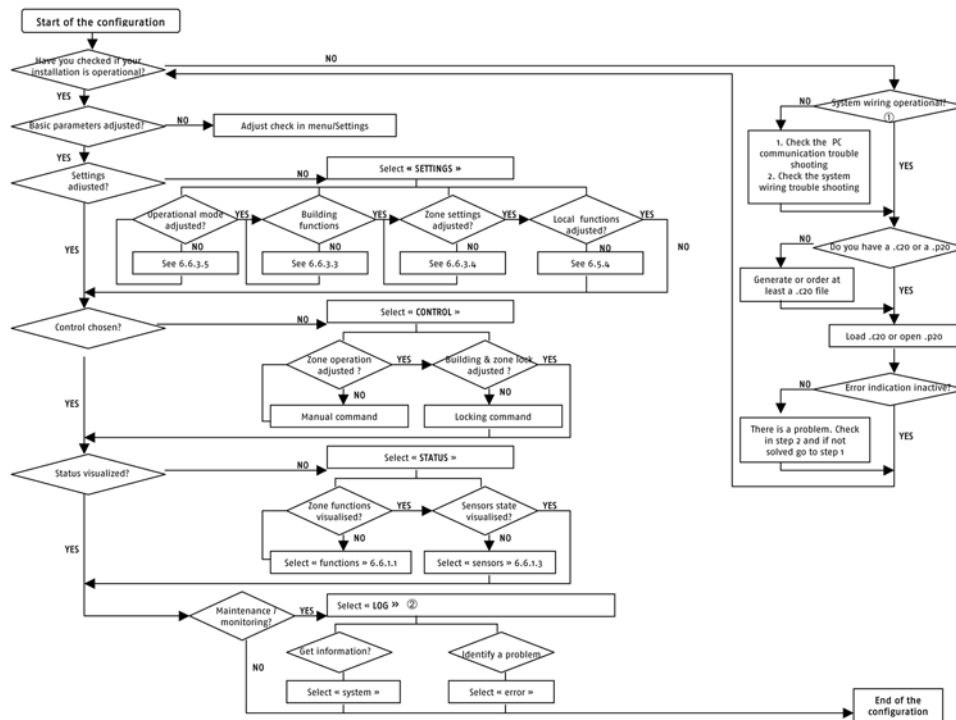 Start of the configuration
Have you checked if your
installation is operational?
NO
YES
Basic parameters adjusted?
NO
Adjust check in menu/Settings
YES
Settings
adjusted?
NO
Select « SETTINGS »
Operational mode
adjusted?
YES
Building
functions
YES
Zone settings
adjusted?
YES
Local functions
adjusted?
YES
NO
NO
NO
NO
NO
See 6.6.3.5
See 6.6.3.3
See 6.6.3.4
See 6.5.4
YES
Control chosen?
NO
Select « CONTROL »
Zone operation
adjusted ?
YES
Building & zone lock
adjusted ?
YES
NO
NO
Manual command
Locking command
YES
Status visualized?
NO
Select « STATUS »
Zone functions
visualised?
YES
Sensors state
visualised?
YES
NO
NO
Select « functions » 6.6.1.1
Select « sensors » 6.6.1.3
YES
Maintenance /
monitoring?
YES
Select « LOG » ②
NO
Get information?
Identify a problem
Select « system »
Select « error »
System wiring operational?
①
NO
YES
1. Check the PC
communication trouble
shooting
2. Check the system
wiring trouble shooting
Do you have a .c20 or a .p20
NO
YES
Generate or order at
least a .c20 file
Load .c20 or open .p20
Error indication inactive?
NO
YES
There is a problem. Check
in step 2 and if not
solved go to step 1
End of the
configuration